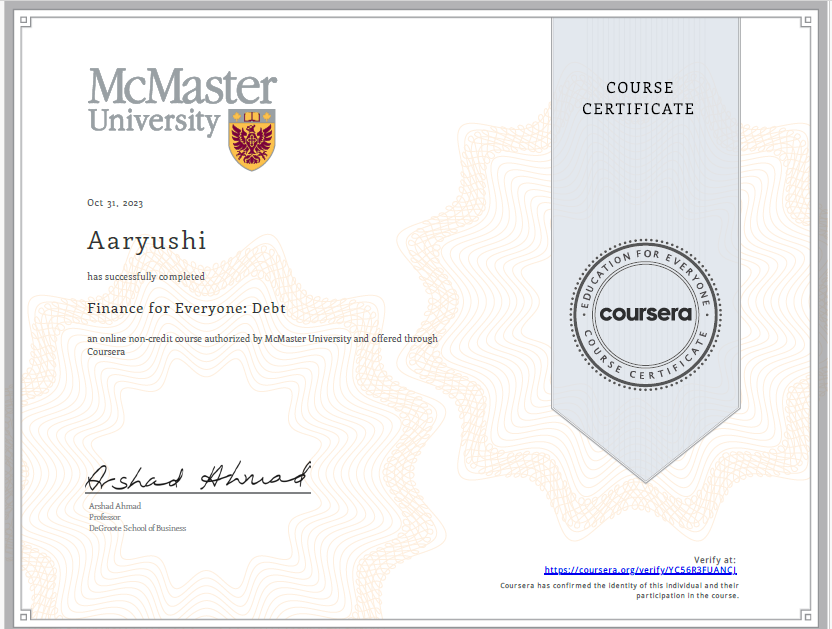 McMaster
University
COURSE
CERTIFICATE
Oct 31, 2023
Aaryushi
has successfully completed
Finance for Everyone: Debt
an online non-credit course authorized by McMaster University and offered through
Coursera
EDUCATION FOR EVERYONE
coursera
COURSE CERTIFICATE
Arshad Ahmad
Arshad Ahmad
Professor
DeGroote School of Business
Verify at:
https://coursera.org/verify/YC56R3FUANCJ
Coursera has confirmed the identity of this individual and their
participation in the course.